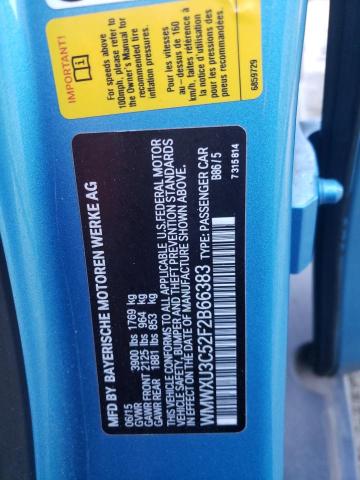 IMPORTANT!
For speeds above
100mph, please refer to
the Owner's Manual for
recommended tire
inflation pressure.
Pour les vitesses
au - dessus de 160
km/h, faites référence à
la notice d'utilisation
pour les pressions des
pneus recommandées.
6859729
MFD BY BAYERISCHE MOTOREN WERKE AG
06/15
GVWR 3900 lbs 1769 kg
GAWR FRONT 2125 lbs 964 kg
GAWR REAR 1881 lbs 853 kg
THIS VEHICLE CONFORMS TO ALL APPLICABLE U.S. FEDERAL MOTOR
VEHICLE SAFETY, BUMPER, AND THEFT PREVENTION STANDARDS
IN EFFECT ON THE DATE OF MANUFACTURE SHOWN ABOVE.
WMWXU3C52F2B66383 TYPE: PASSENGER CAR
B86 / 5
7315814